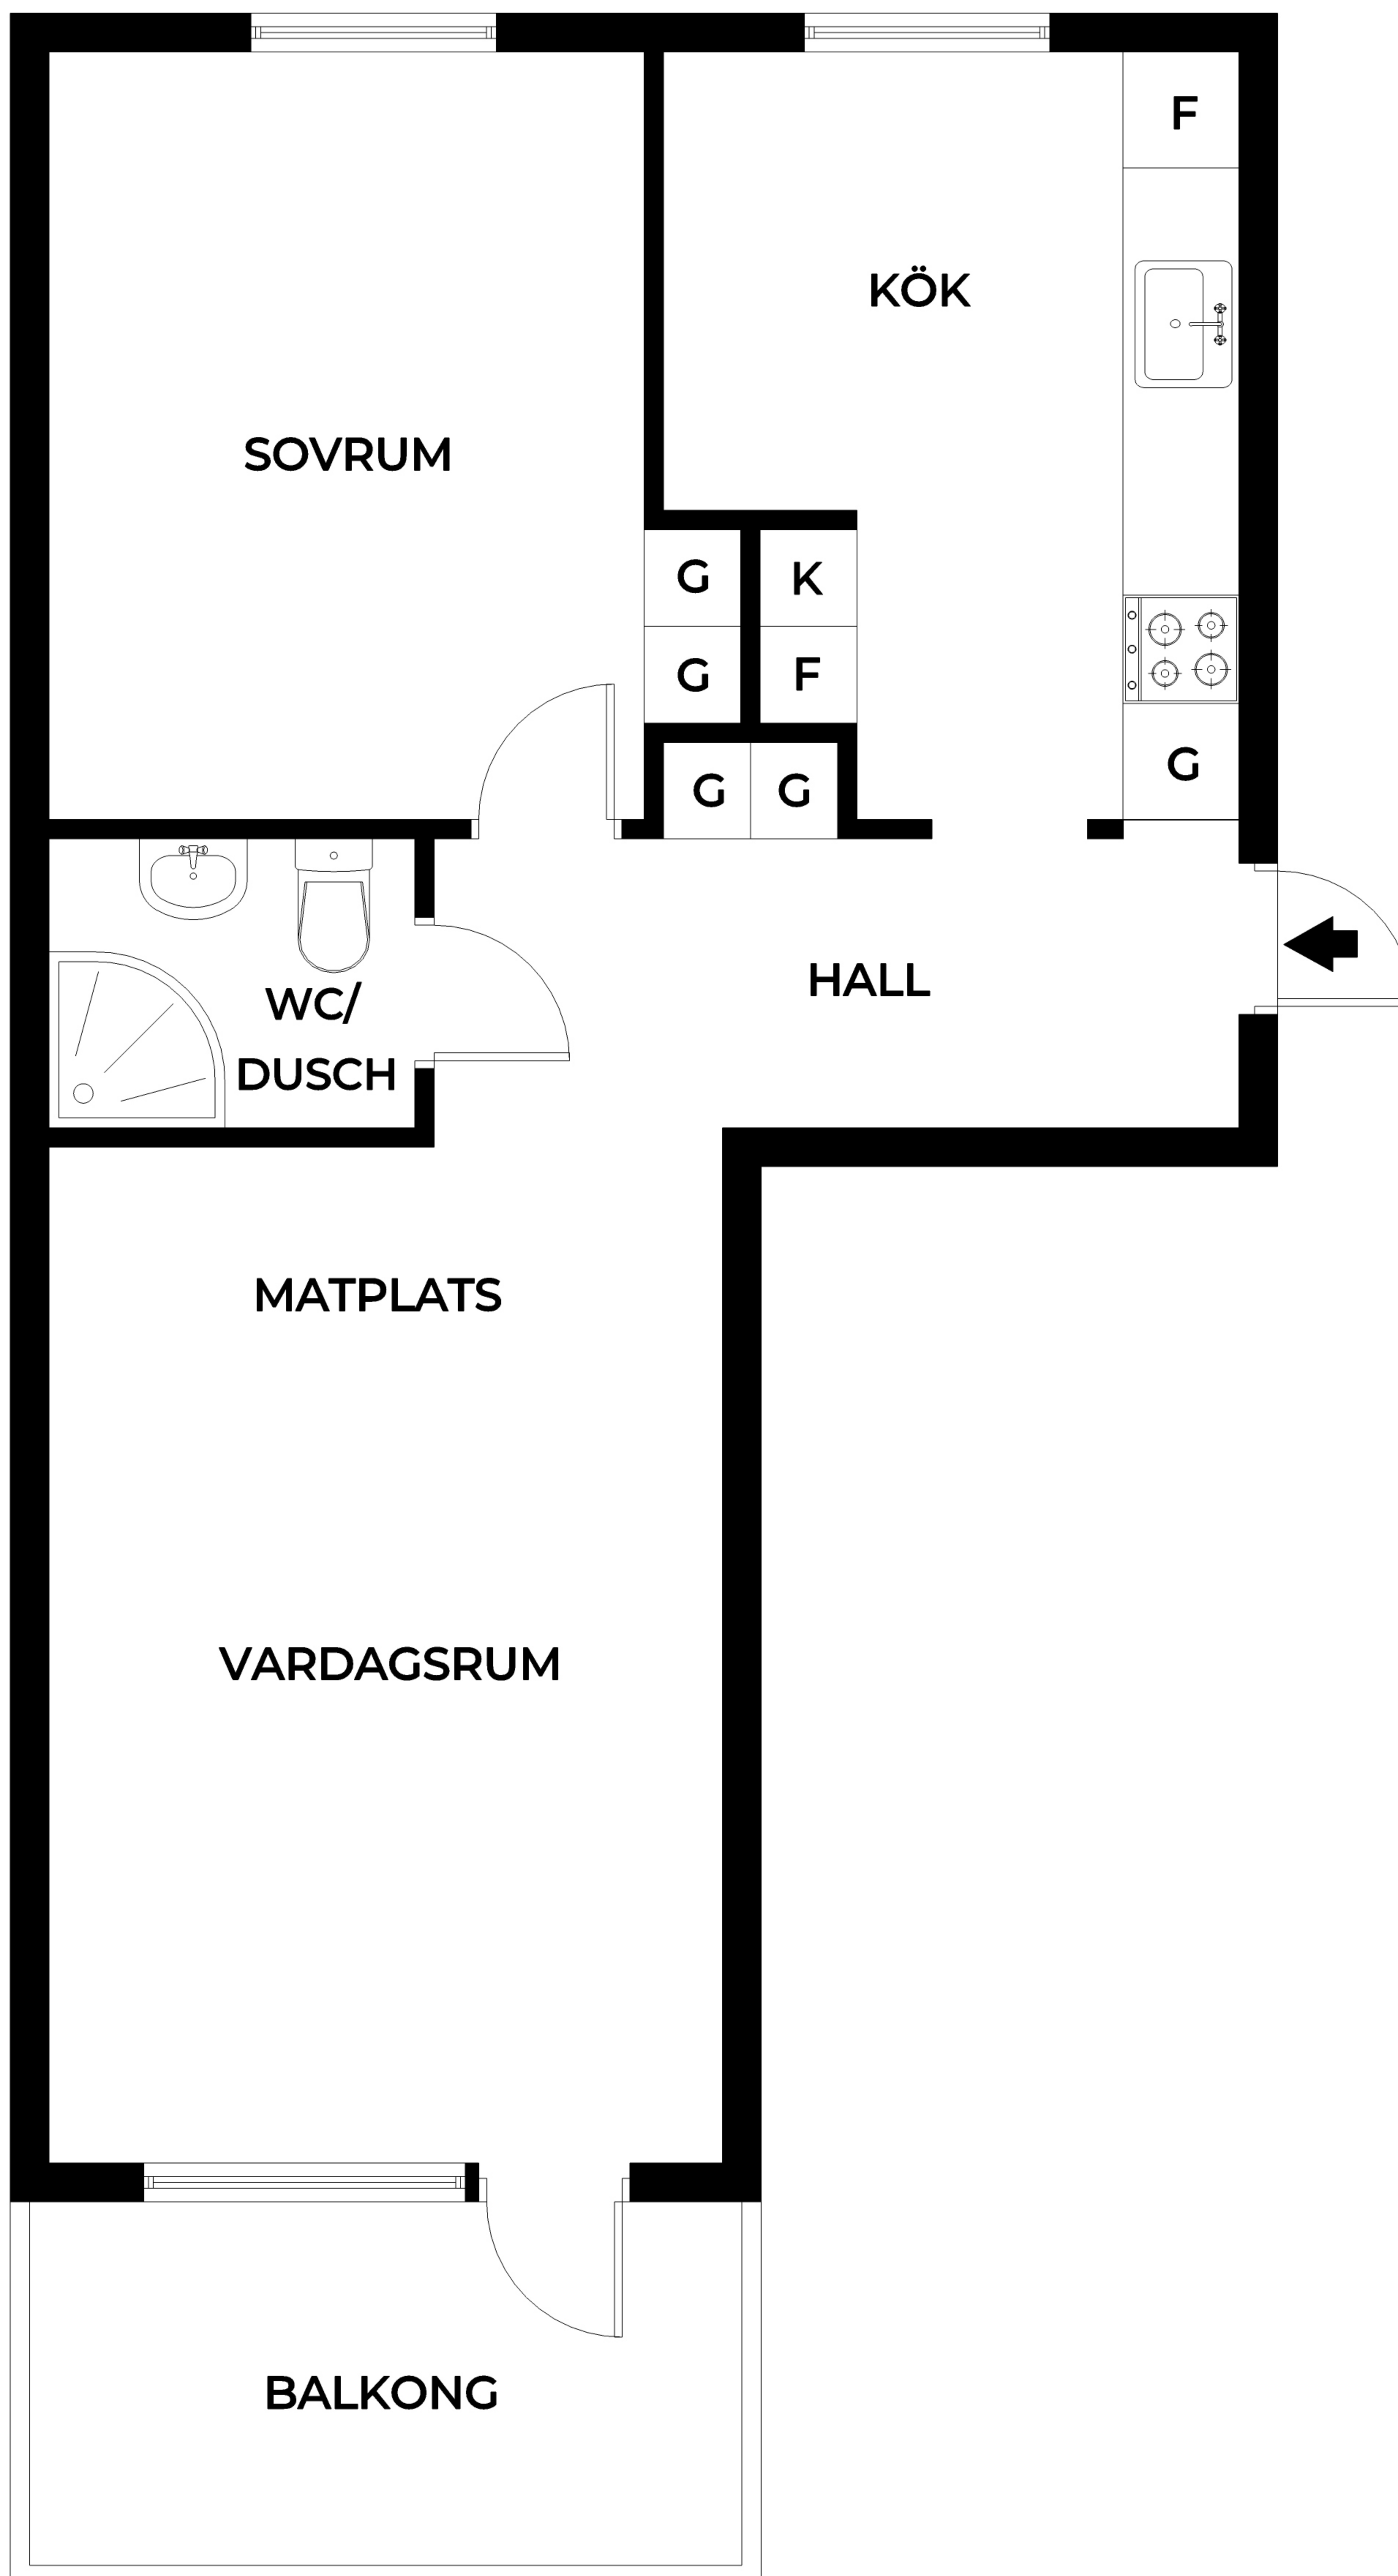 F
KÖK
SOVRUM
G
K
G
F
G
G
G
HALL
WC/
DUSCH
MATPLATS
VARDAGSRUM
BALKONG